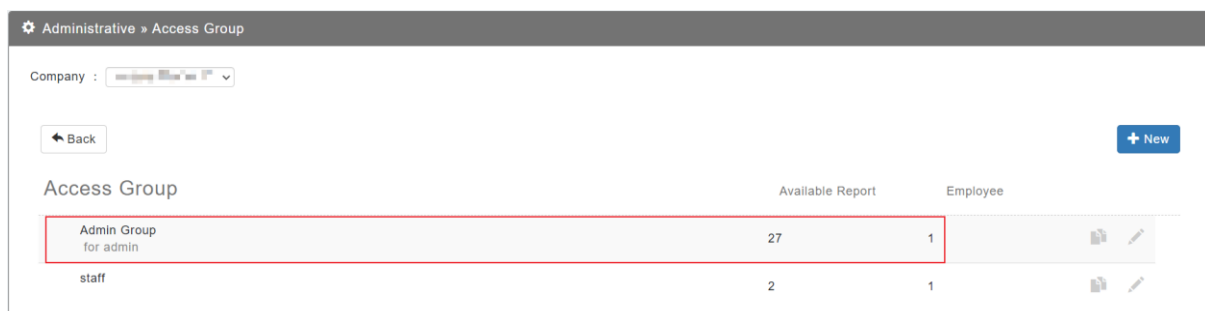 Administrative » Access Group
Company :
Back
New
Access Group Available Report Employee
Admin Group
for admin
27 1
staff
2 1